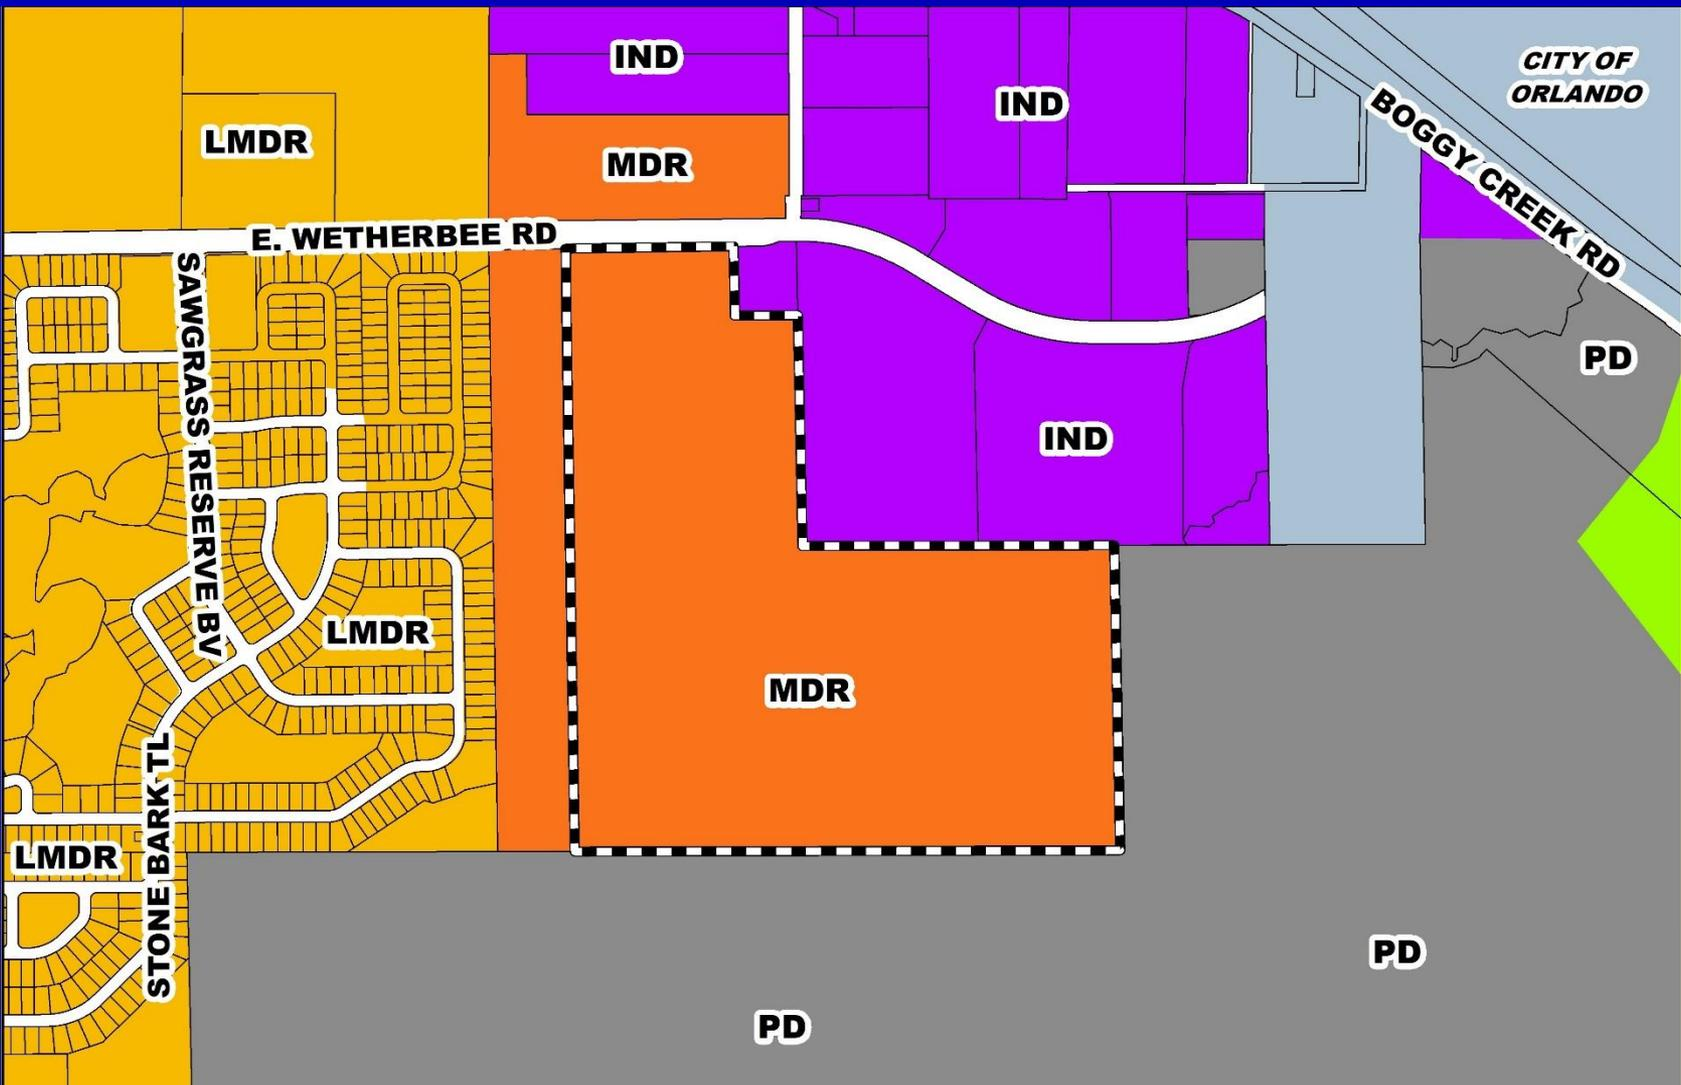 IND
CITY OF
ORLANDO
IND
LMDR
MDR
BOGGY CREEK RD
E. WETHERBEE RD
SAWGRASS RESERVE BV
PD
IND
LMDR
MDR
STONE BARK TL
LMDR
PD
PD